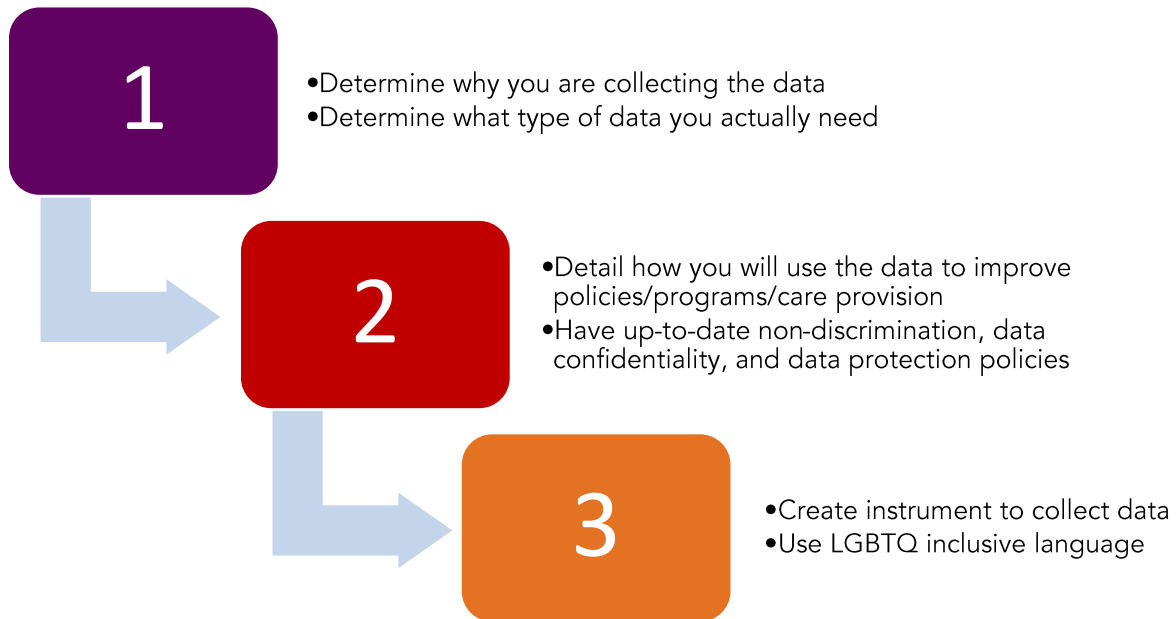 1
•Determine why you are collecting the data
•Determine what type of data you actually need
2
•Detail how you will use the data to improve
policies/programs/care provision
•Have up-to-date non-discrimination, data
confidentiality, and data protection policies
3
•Create instrument to collect data
•Use LGBTQ inclusive language